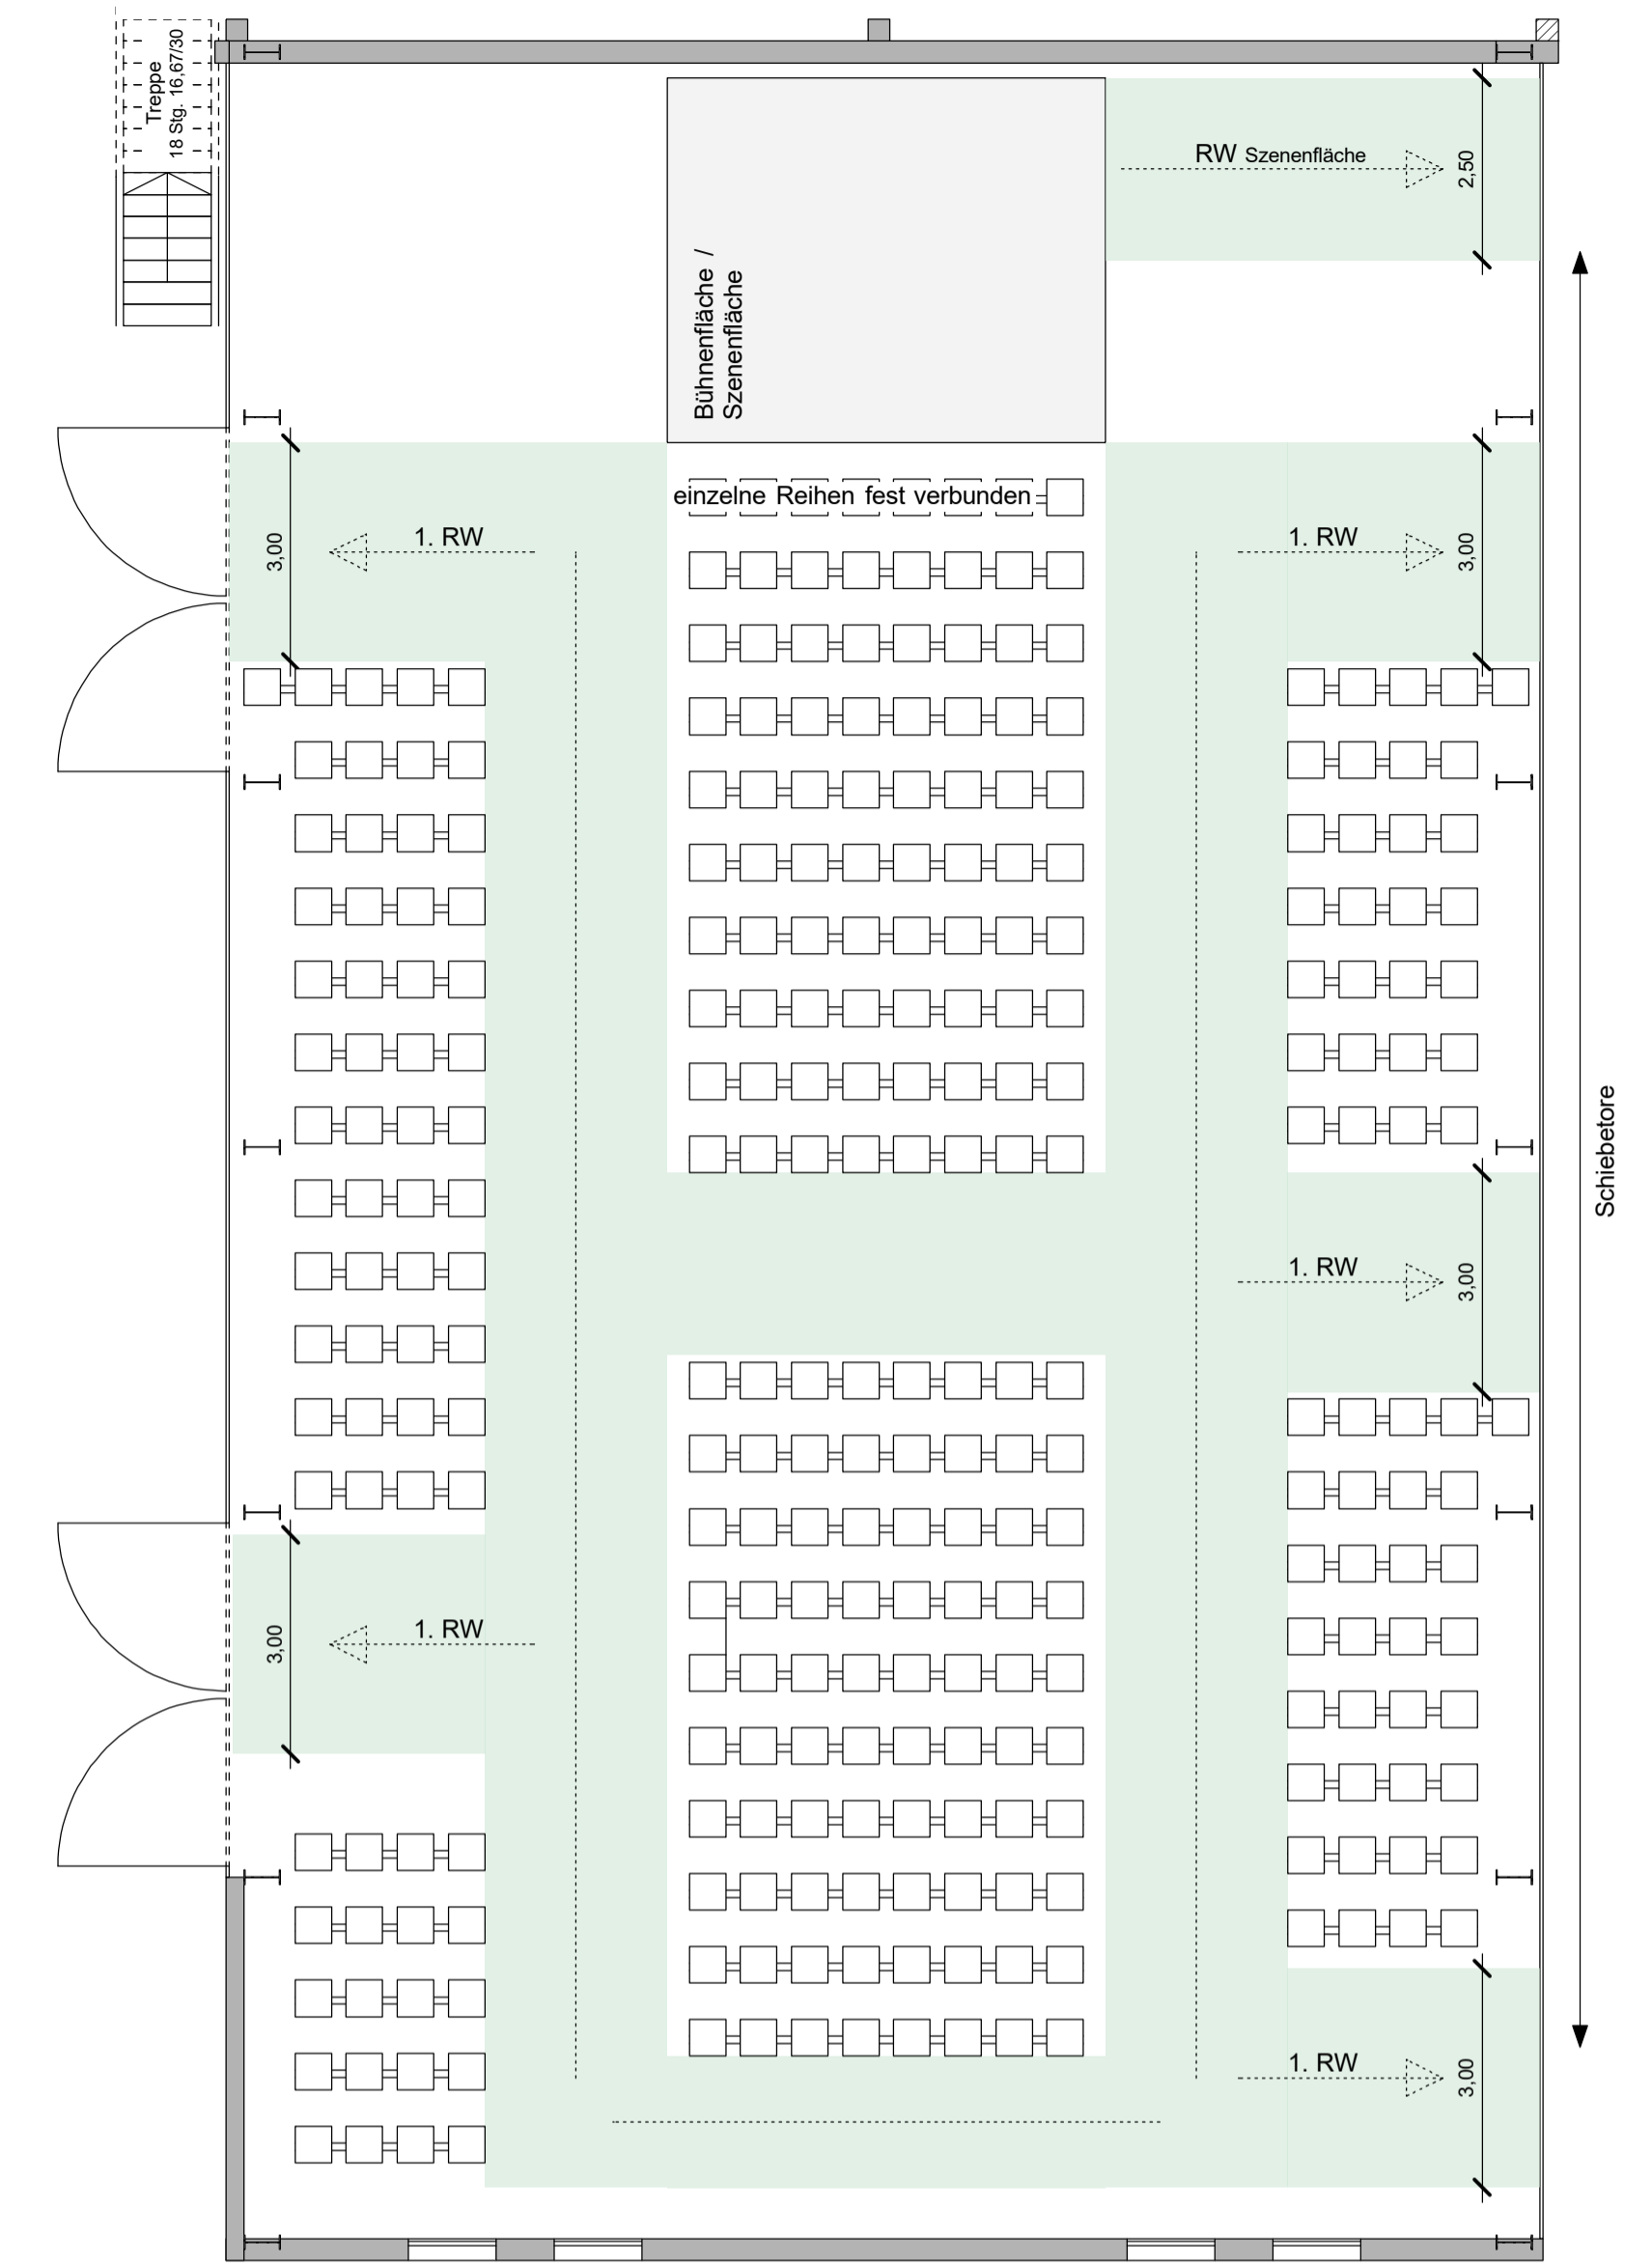 Treppe
18 Stg. 16,67/30
RW Szenenfläche
2,50
Bühnenfläche /
Szenenfläche
einzelne Reihen fest verbunden
3,00
1. RW
1. RW
3,00
1. RW
3,00
Schiebetore
3,00
1. RW
1. RW
3,00